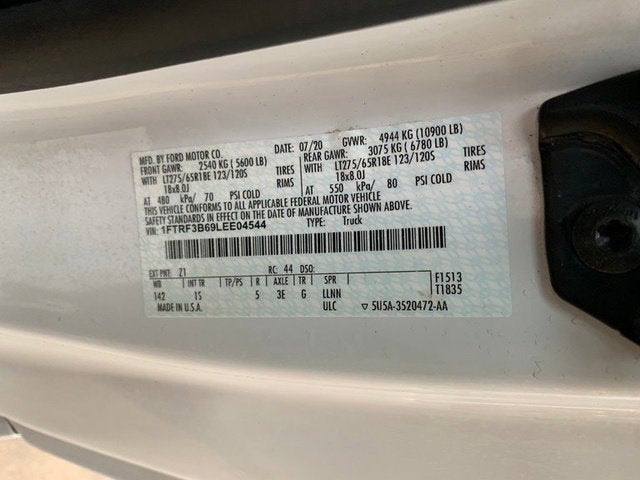 MFD. BY FORD MOTOR CO. DATE: 07/20 GVWR: 4944 KG (10900 LB)
FRONT GAWR: 2540 KG (5600 LB) REAR GAWR: 3075 KG (6780 LB)
WITH LT275/65R18E 123/120S TIRES WITH LT275/65R18E 123/120S TIRES
18x8.0J RIMS 18x8.0J RIMS
AT 480 kPa/ 70 PSI COLD AT 550 kPa/ 80 PSI COLD
THIS VEHICLE CONFORMS TO ALL APPLICABLE FEDERAL MOTOR VEHICLE
SAFETY STANDARDS IN EFFECT ON THE DATE OF MANUFACTURE SHOWN ABOVE.
VIN: 1FTRF3B69LEE04544 TYPE: Truck
EXT PNT: Z1 RC: 44 DSO:
WB INT TR TP/PS R AXLE TR SPR F1513
142 1S 5 3E G LLNN T1835
MADE IN U.S.A. ULC ▽ 5U5A-3520472-AA